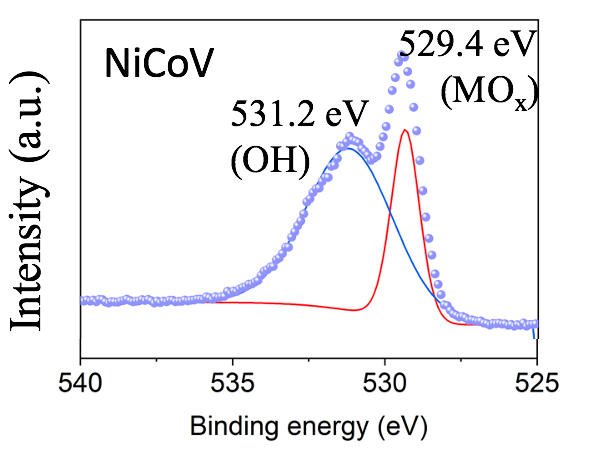 NiCoV
529.4 eV
(MOx)
531.2 eV
(OH)
Intensity (a.u.)
540 535 530 525
Binding energy (eV)